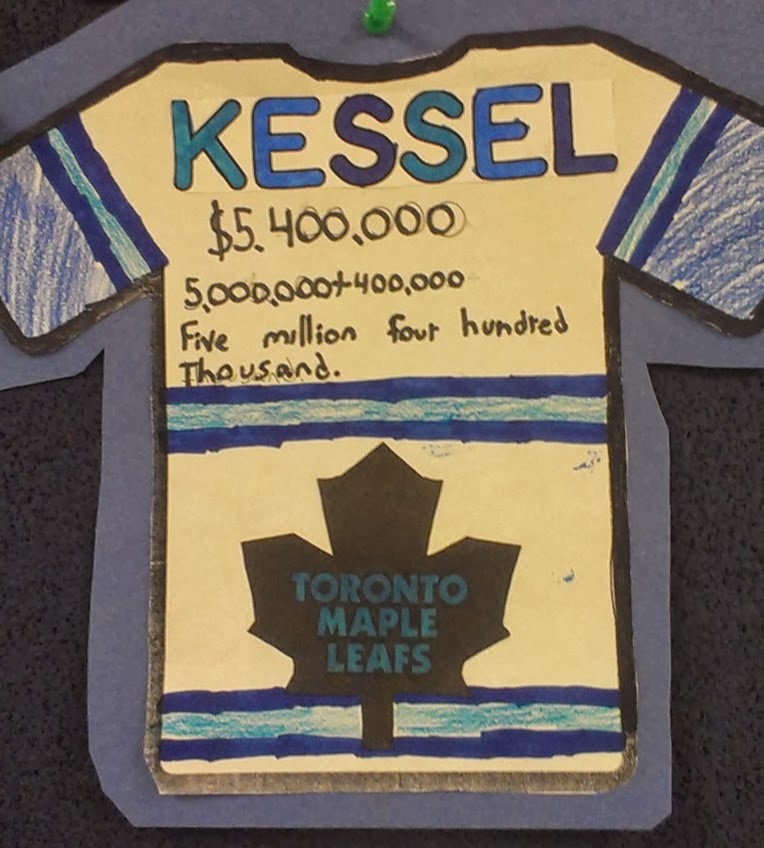 KESSEL
$5.400.000
5,000,000+400,000
Five million four hundred
Thousand.
TORONTO
MAPLE
LEAFS